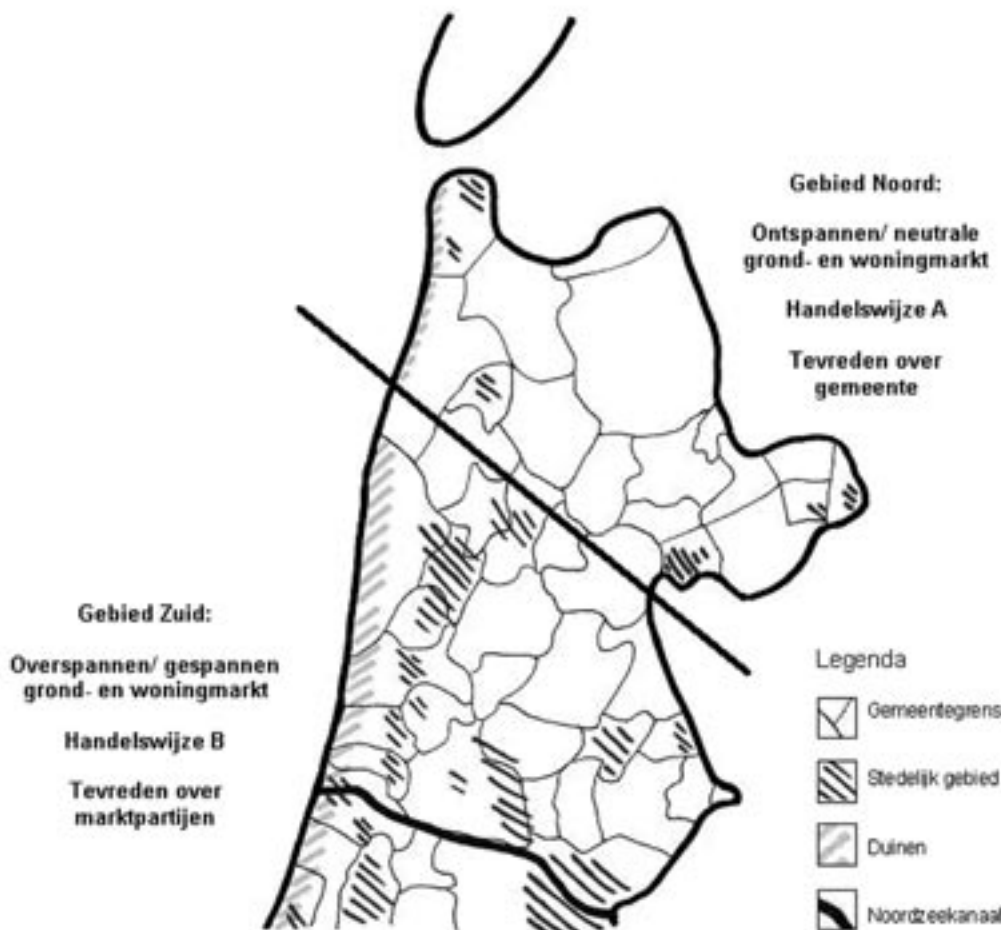 Gebied Noord:
Ontspannen/ neutrale
grond- en woningmarkt
Handelswijze A
Tevreden over
gemeente
Gebied Zuid:
Overspannen/ gespannen
grond- en woningmarkt
Handelswijze B
Tevreden over
marktpartijen
Legenda
Gemeentegrens
Stedelijk gebied
Duinen
Noordzeekanaal